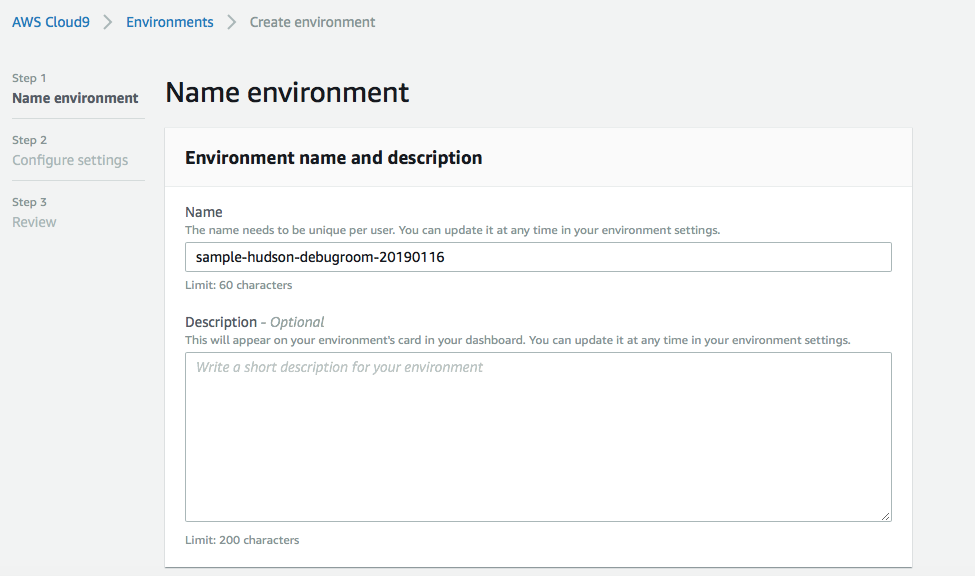 AWS Cloud9 > Environments > Create environment
Step 1
Name environment
Step 2
Configure settings
Step 3
Review
Name environment
Environment name and description
Name
The name needs to be unique per user. You can update it at any time in your environment settings.
sample-hudson-debugroom-20190116
Limit: 60 characters
Description - Optional
This will appear on your environment's card in your dashboard. You can update it at any time in your environment settings.
Write a short description for your environment
Limit: 200 characters